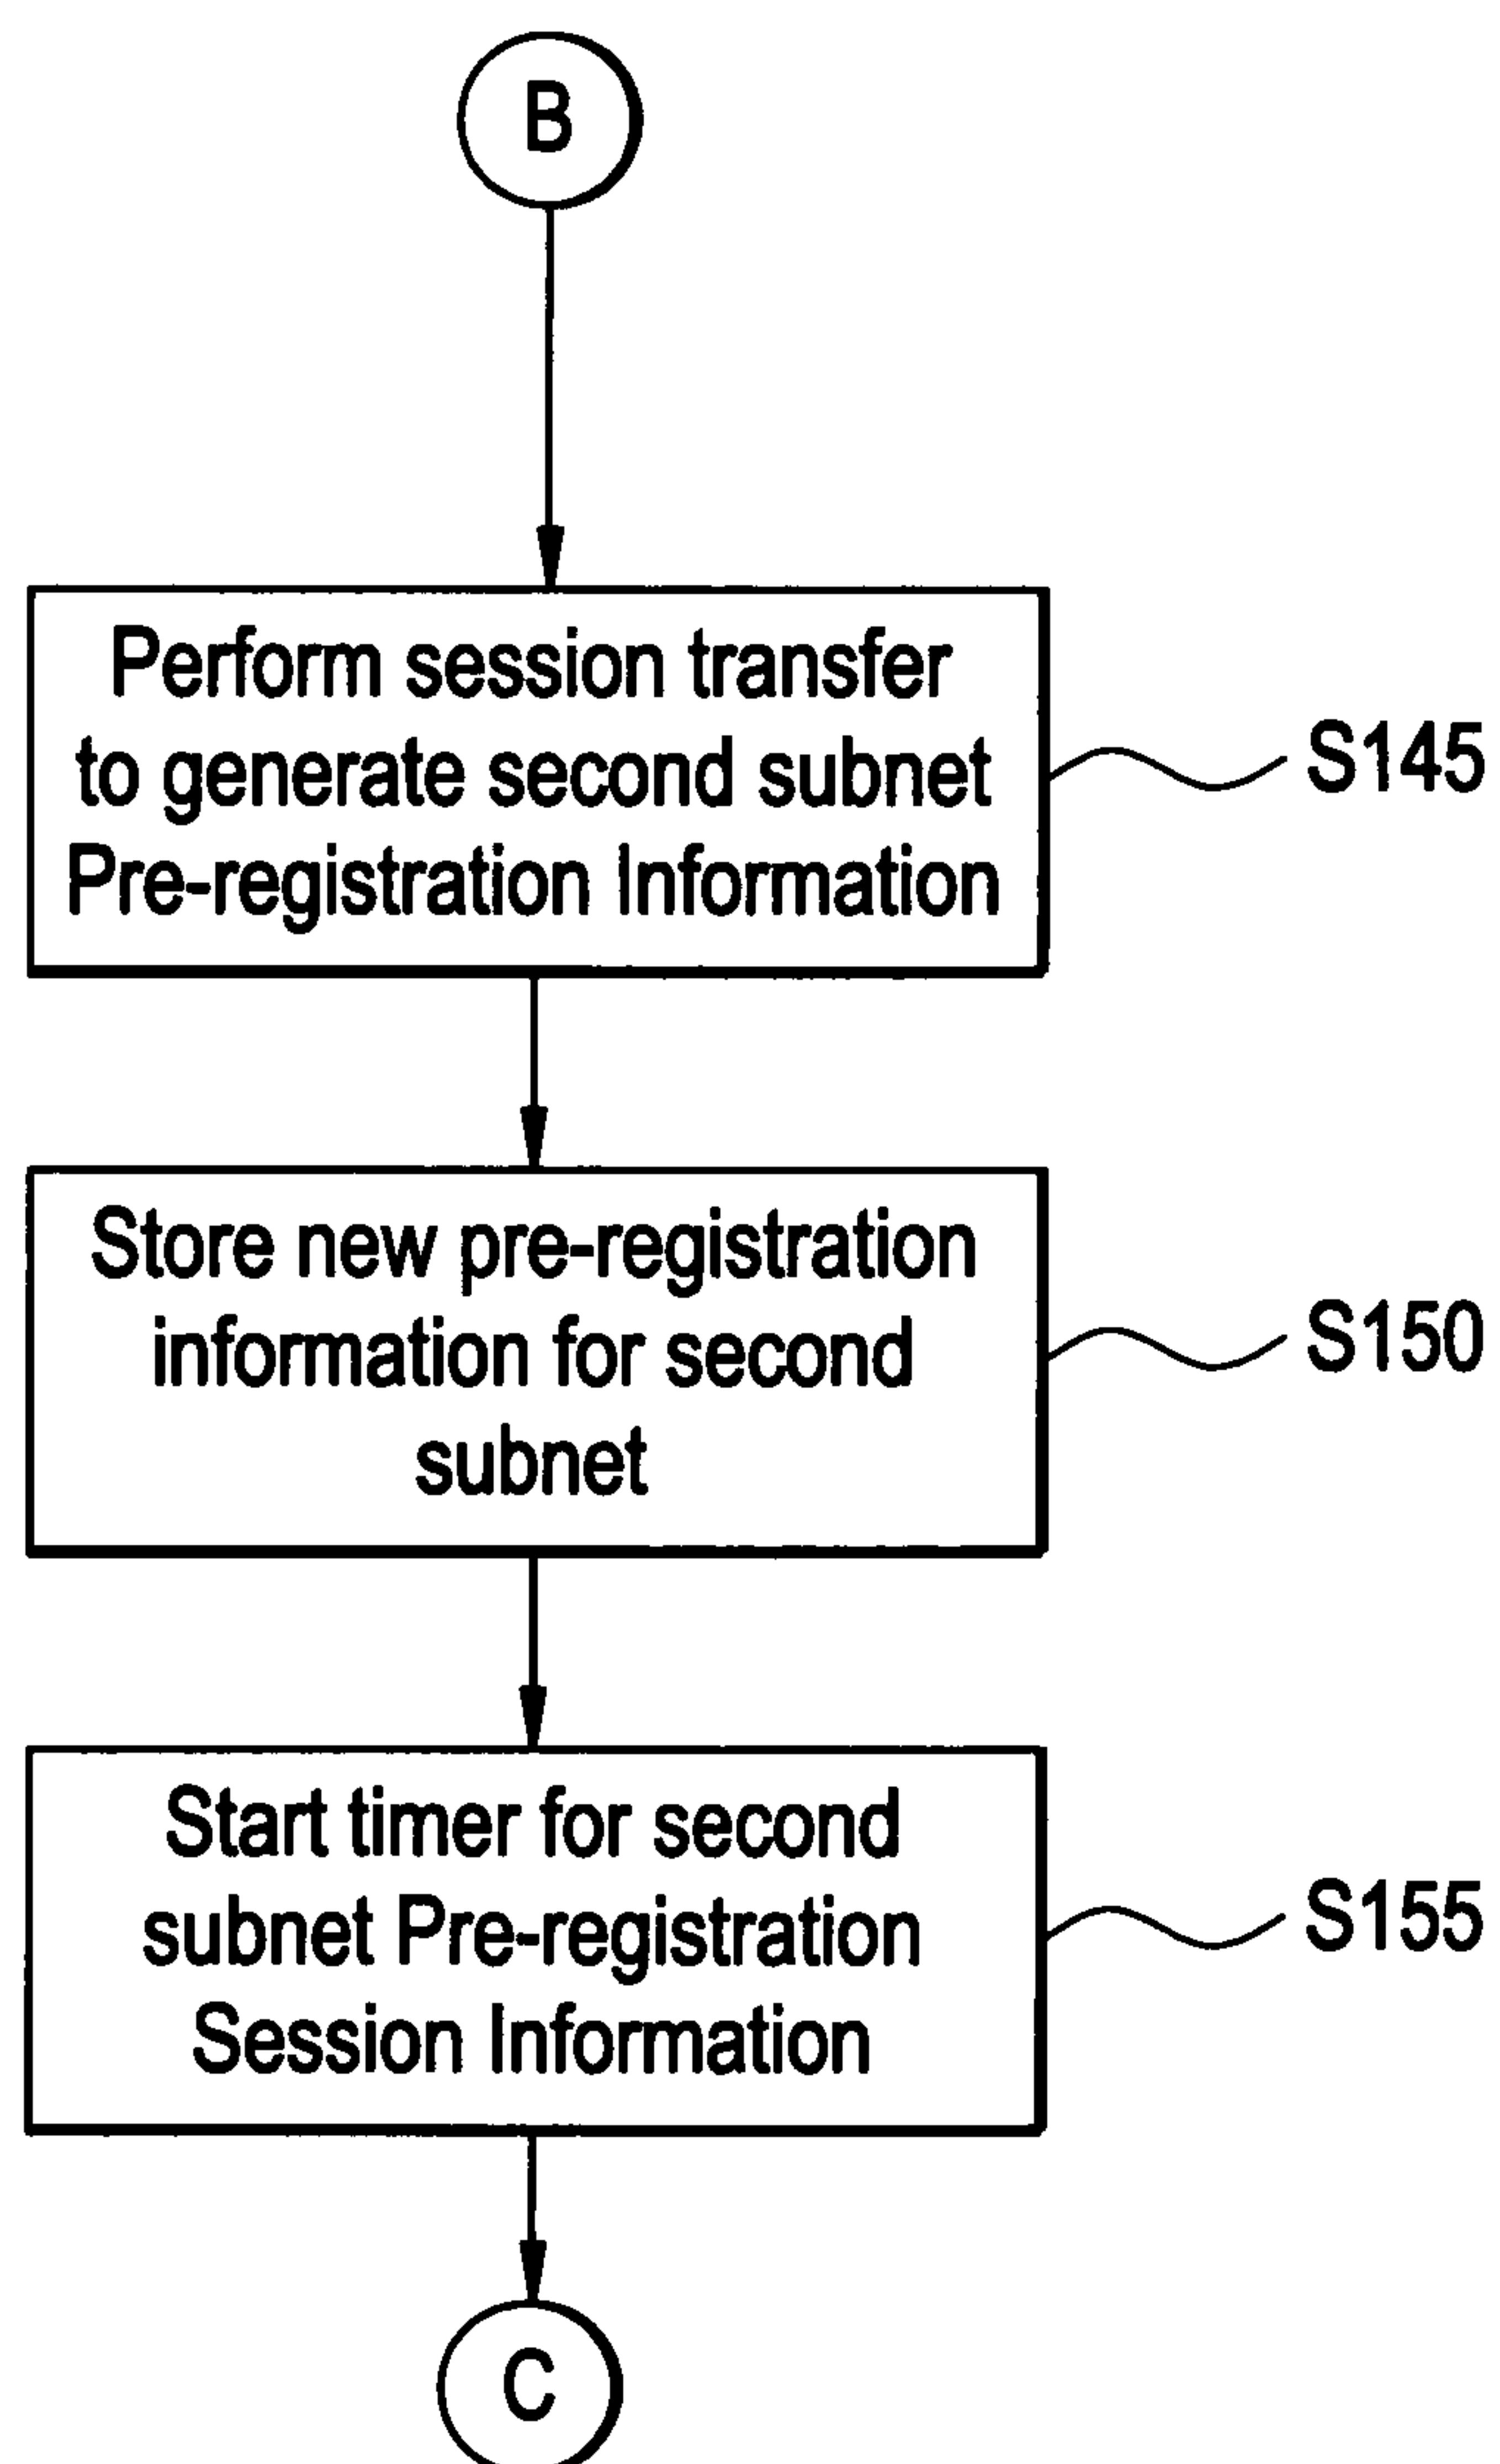 B
Perform session transfer
to generate second subnet
Pre-registration Information
S145
Store new pre-registration
information for second
subnet
S150
Start timer for second
subnet Pre-registration
Session Information
S155
C